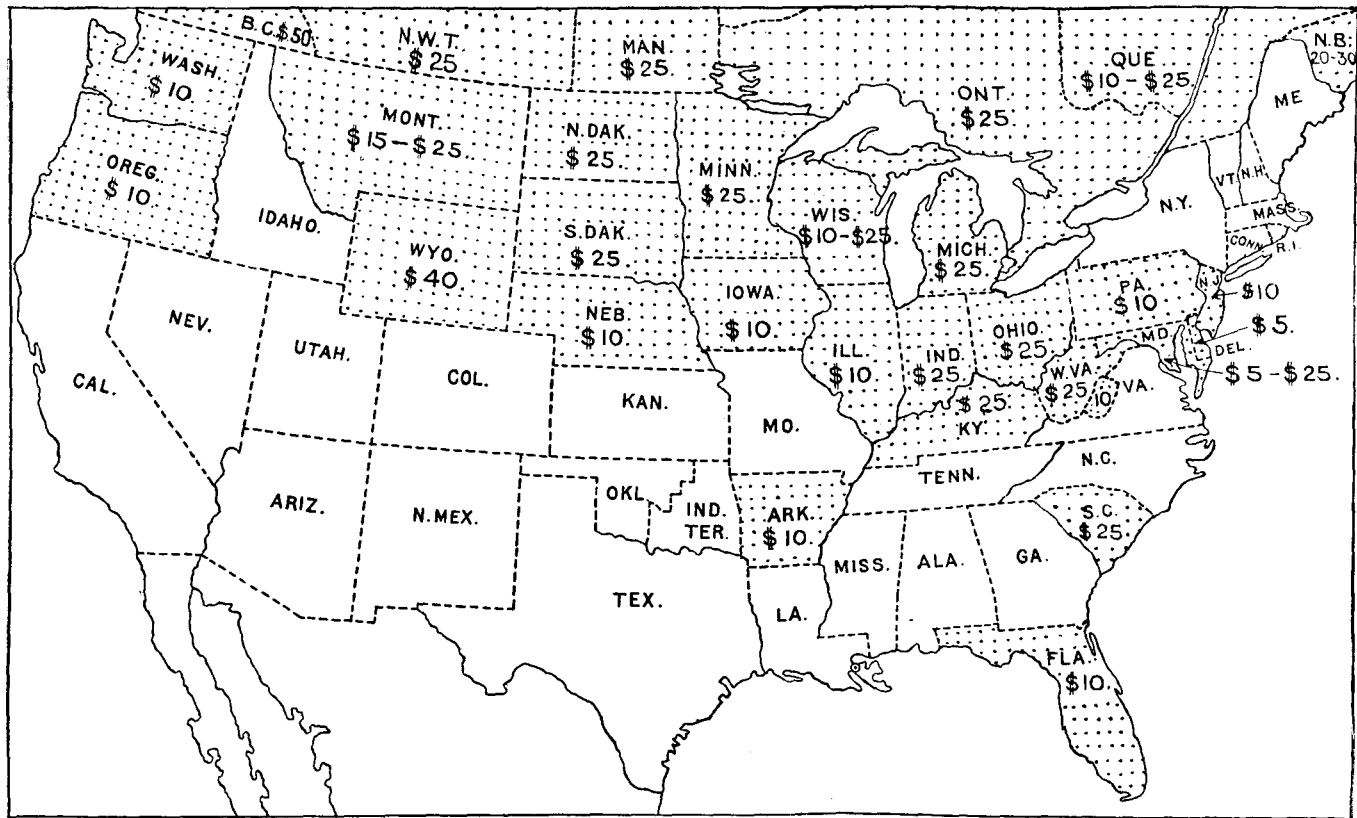 B.C.$50
N.W.T.
$25
MAN.
$25.
ONT.
$25.
QUE
$10–$25.
N.B.
20-30
WASH.
$10
MONT.
$15–$25.
N.DAK.
$25.
MINN.
$25.
ME
OREG.
$10
IDAHO.
WYO.
$40.
S.DAK.
$25
WIS.
$10–$25.
MICH.
$25.
N.Y.
VT.
N.H.
MASS.
CONN.
R.I.
NEV.
UTAH.
COL.
NEB.
$10.
IOWA.
$10.
ILL.
$10.
IND.
$25.
OHIO.
$25.
PA.
$10
N.J.
$10
$5.
MD.
DEL.
$5–$25.
CAL.
KAN.
MO.
$25.
KY.
W.VA.
$25
10
VA.
ARIZ.
N.MEX.
OKL.
IND.
TER.
ARK.
$10.
TENN.
N.C.
S.C.
$25.
TEX.
LA.
MISS.
ALA.
GA.
FLA.
$10.